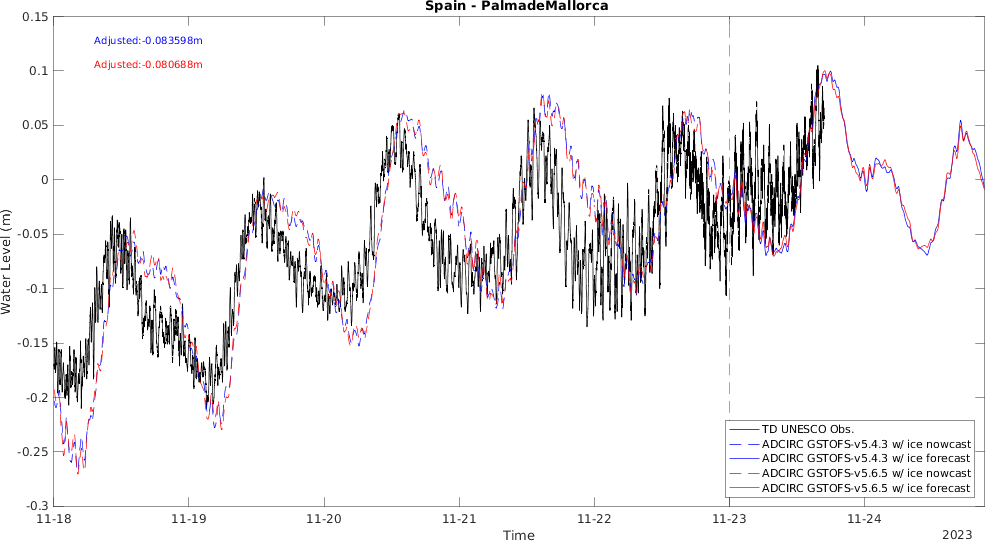 Spain - PalmadeMallorca
Adjusted:-0.083598m
Adjusted:-0.080688m
0.15
0.1
0.05
0
-0.05
-0.1
-0.15
-0.2
-0.25
-0.3
Water Level (m)
TD UNESCO Obs.
ADCIRC GSTOFS-v5.4.3 w/ ice nowcast
ADCIRC GSTOFS-v5.4.3 w/ ice forecast
ADCIRC GSTOFS-v5.6.5 w/ ice nowcast
ADCIRC GSTOFS-v5.6.5 w/ ice forecast
11-18 11-19 11-20 11-21 11-22 11-23 11-24
Time
2023